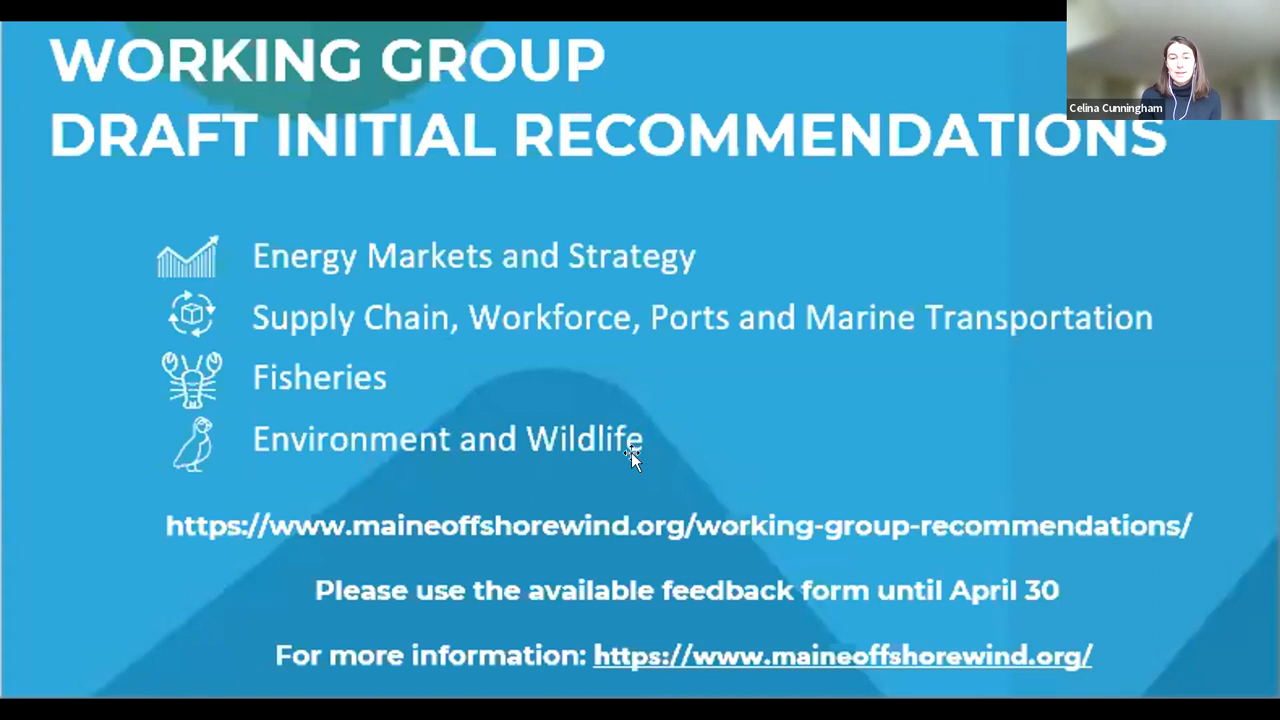 WORKING GROUP
DRAFT INITIAL RECOMMENDATIONS
Celina Cunningham
Energy Markets and Strategy
Supply Chain, Workforce, Ports and Marine Transportation
Fisheries
Environment and Wildlife
https://www.maineoffshorewind.org/working-group-recommendations/
Please use the available feedback form until April 30
For more information: https://www.maineoffshorewind.org/